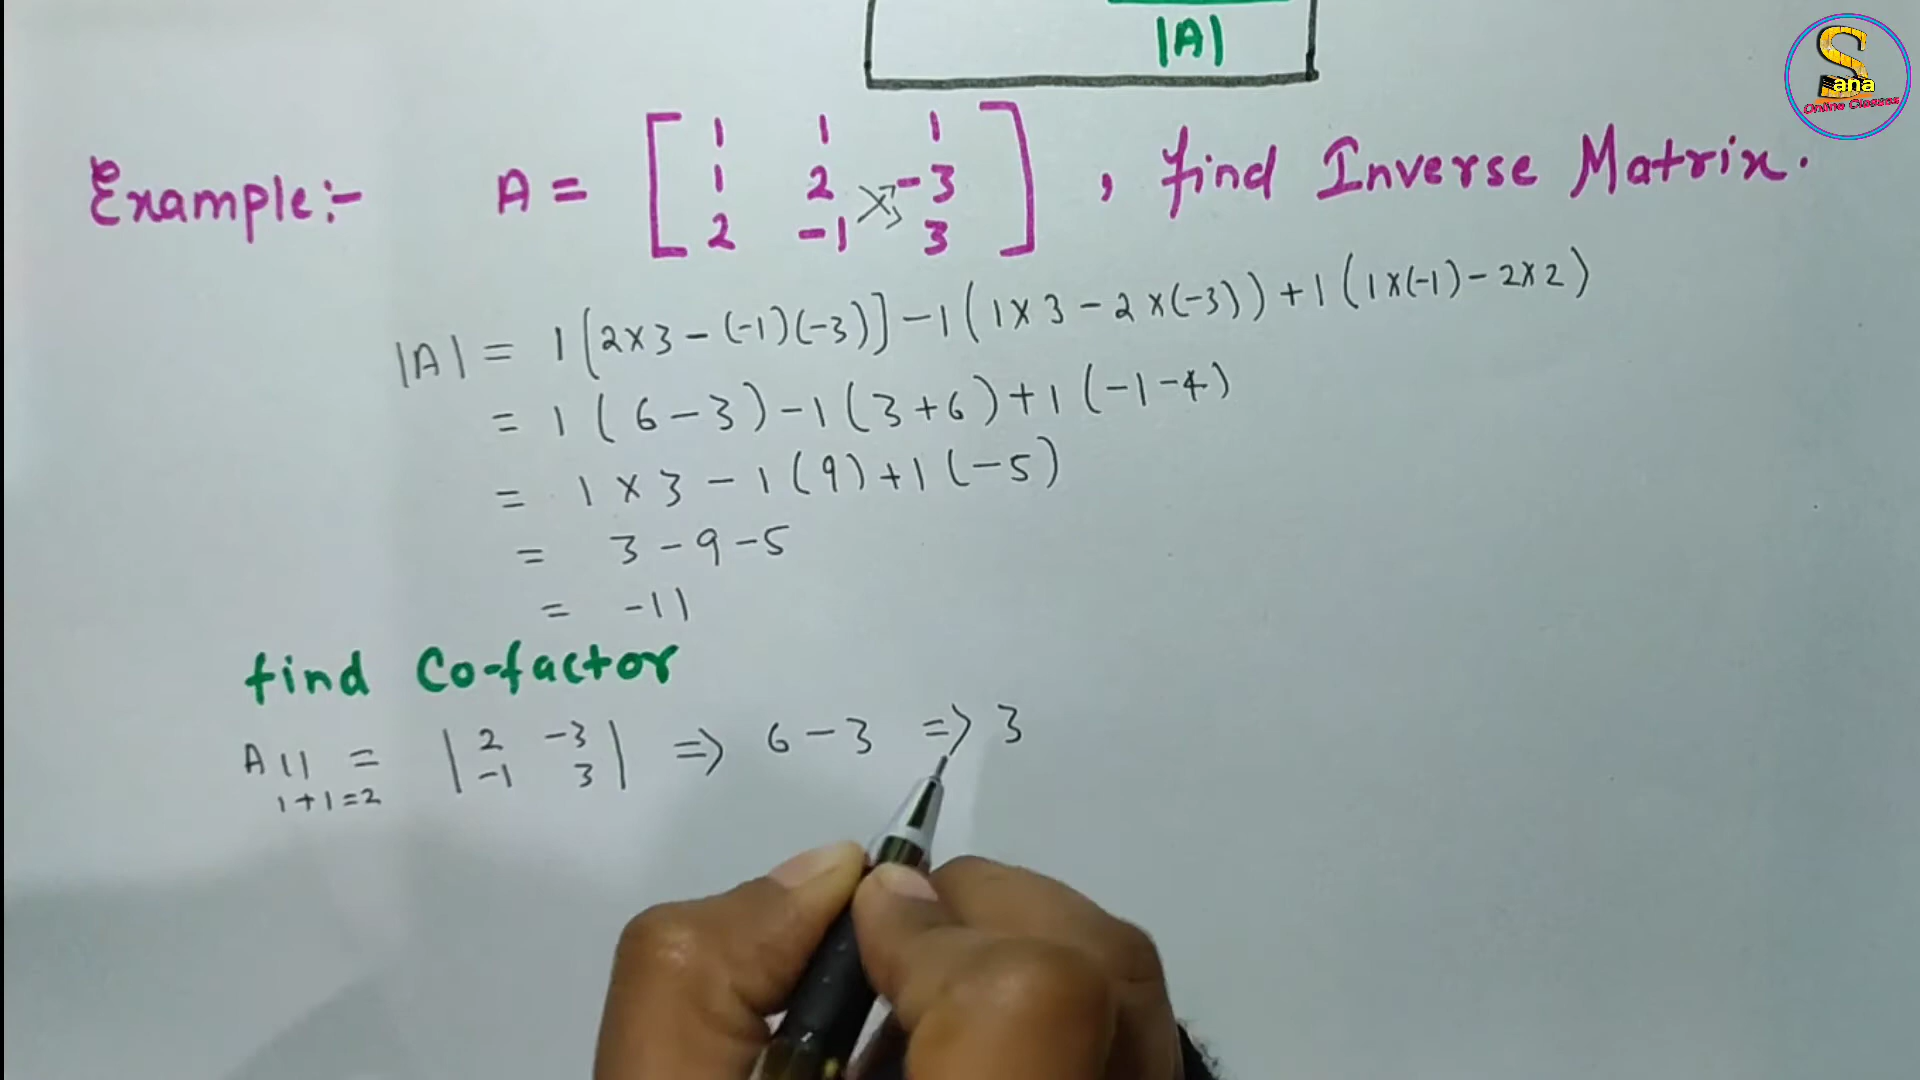 |A|
Sana
Online Classes
Example:- A = [ 1 1 1 , find Inverse Matrix.
1 2 -3
2 -1 3 ]
|A| = 1 [2×3 - (-1)(-3)] - 1 (1×3 - 2×(-3)) + 1 (1×(-1) - 2×2)
= 1 (6 - 3) - 1 (3+6) + 1 (-1-4)
= 1 × 3 - 1 (9) + 1 (-5)
= 3 - 9 - 5
= -11
find Co-factor
A11 = | 2 -3 | => 6 - 3 => 3
| -1 3 |
1+1=2